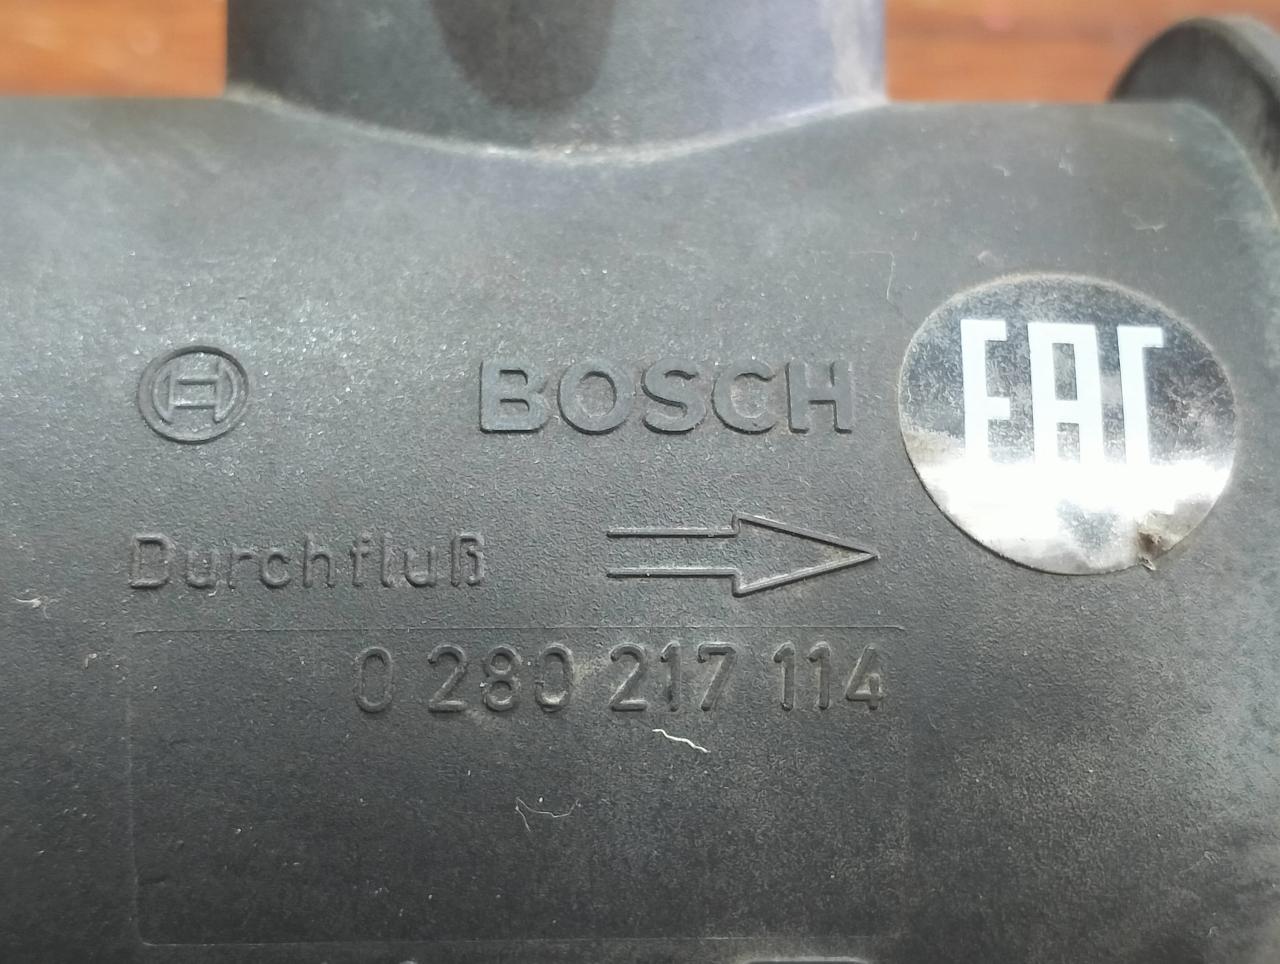 BOSCH
EAC
Durchfluß
0 280 217 114